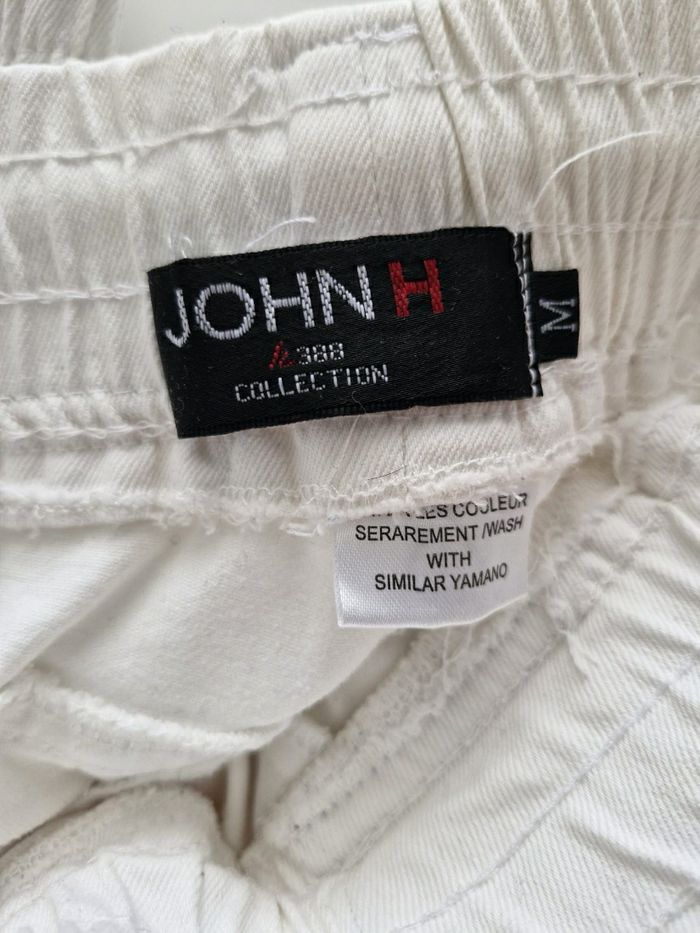 JOHN H
388
COLLECTION
M
LES COULEUR
SERAREMENT /WASH
WITH
SIMILAR YAMANO